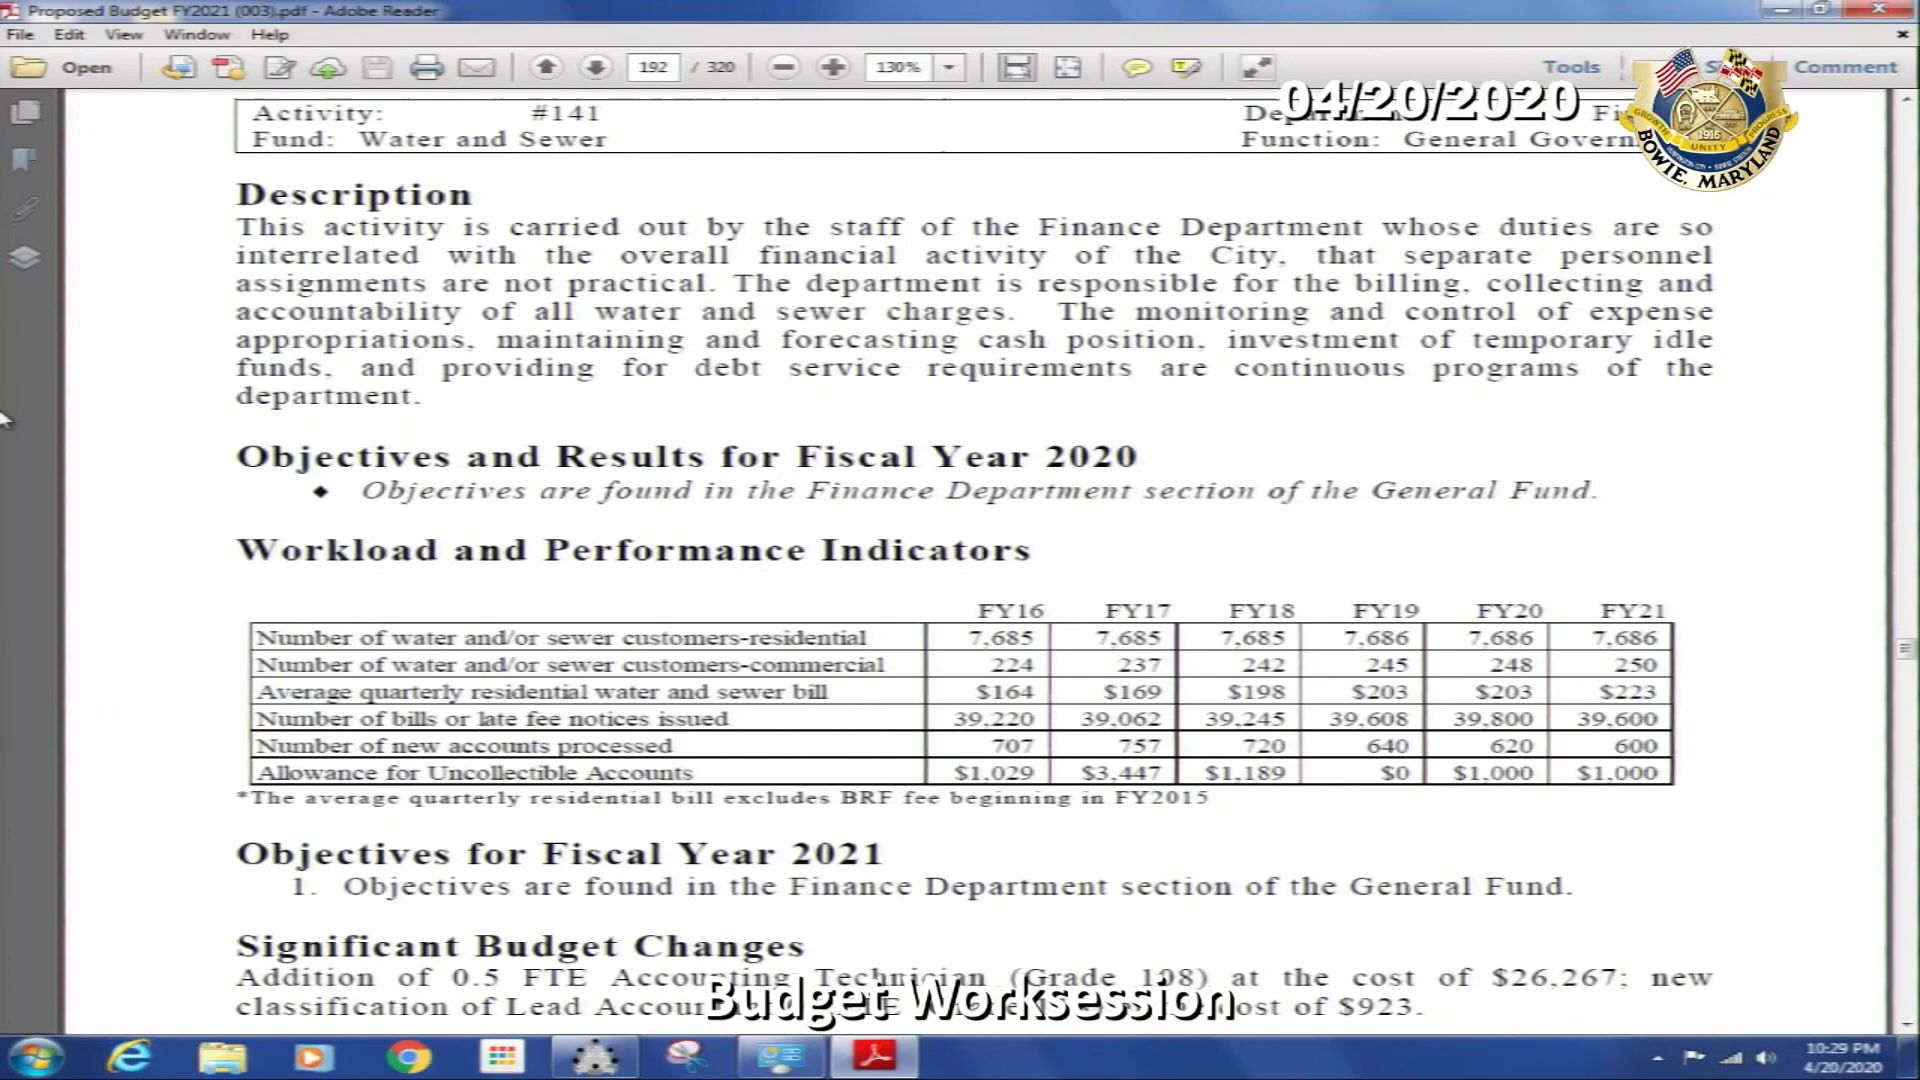 Proposed Budget FY2021 (003).pdf - Adobe Reader
File Edit View Window Help
Open 192 / 320 130% Tools Comment
04/20/2020
Activity: #141
Fund: Water and Sewer
Function: General Govern
GROWTH UNITY PROGRESS
1916
BOWIE, MARYLAND
Description
This activity is carried out by the staff of the Finance Department whose duties are so
interrelated with the overall financial activity of the City, that separate personnel
assignments are not practical. The department is responsible for the billing, collecting and
accountability of all water and sewer charges. The monitoring and control of expense
appropriations, maintaining and forecasting cash position, investment of temporary idle
funds, and providing for debt service requirements are continuous programs of the
department.
Objectives and Results for Fiscal Year 2020
◆ Objectives are found in the Finance Department section of the General Fund.
Workload and Performance Indicators
FY16 FY17 FY18 FY19 FY20 FY21
Number of water and/or sewer customers-residential 7,685 7,685 7,685 7,686 7,686 7,686
Number of water and/or sewer customers-commercial 224 237 242 245 248 250
Average quarterly residential water and sewer bill $164 $169 $198 $203 $203 $223
Number of bills or late fee notices issued 39,220 39,062 39,245 39,608 39,800 39,600
Number of new accounts processed 707 757 720 640 620 600
Allowance for Uncollectible Accounts $1,029 $3,447 $1,189 $0 $1,000 $1,000
*The average quarterly residential bill excludes BRF fee beginning in FY2015
Objectives for Fiscal Year 2021
1. Objectives are found in the Finance Department section of the General Fund.
Significant Budget Changes
Addition of 0.5 FTE Accounting Technician (Grade 108) at the cost of $26,267; new
classification of Lead Accoun cost of $923.
Budget Worksession
10:29 PM
4/20/2020